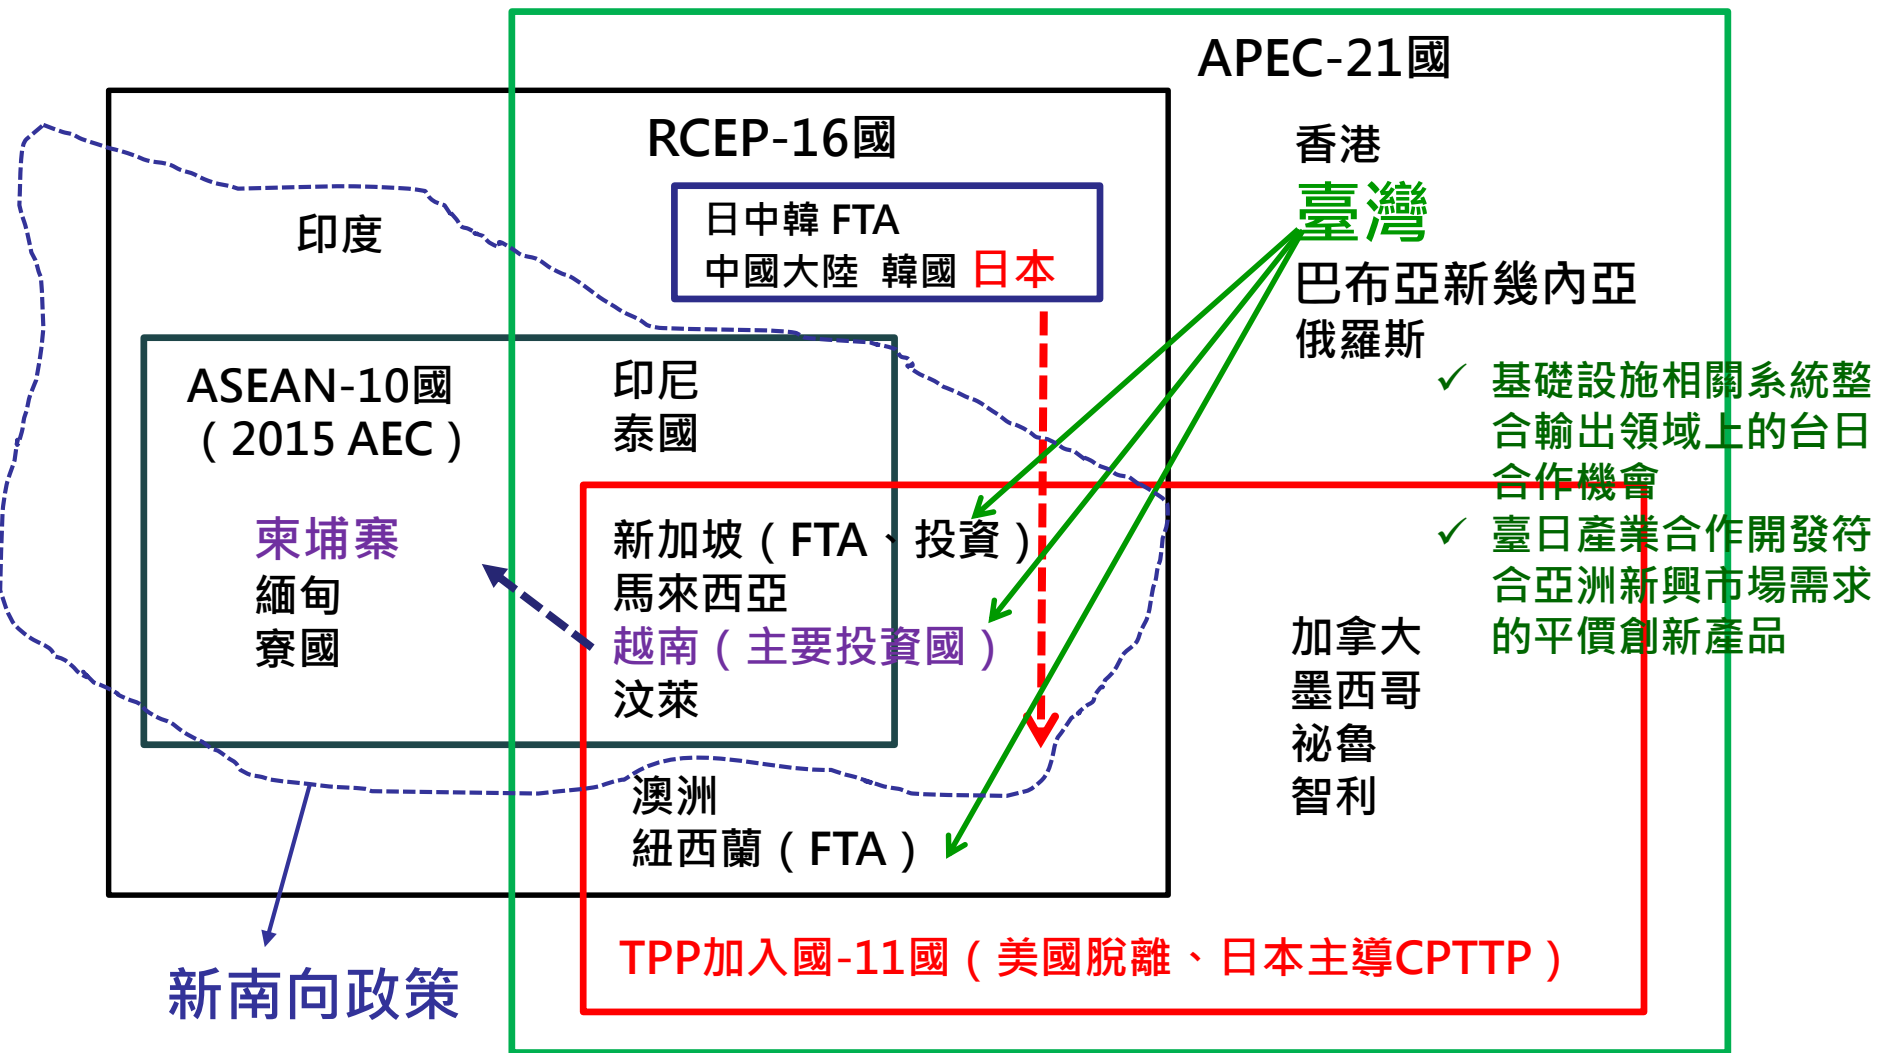 APEC-21國
RCEP-16國
香港
臺灣
巴布亞新幾內亞
俄羅斯
日中韓 FTA
中國大陸 韓國 日本
印度
ASEAN-10國
（2015 AEC）
印尼
泰國
✓ 基礎設施相關系統整
合輸出領域上的台日
合作機會
✓ 臺日產業合作開發符
合亞洲新興市場需求
的平價創新產品
柬埔寨
緬甸
寮國
新加坡（FTA、投資）
馬來西亞
越南（主要投資國）
汶萊
加拿大
墨西哥
祕魯
智利
澳洲
紐西蘭（FTA）
TPP加入國-11國（美國脫離、日本主導CPTTP）
新南向政策